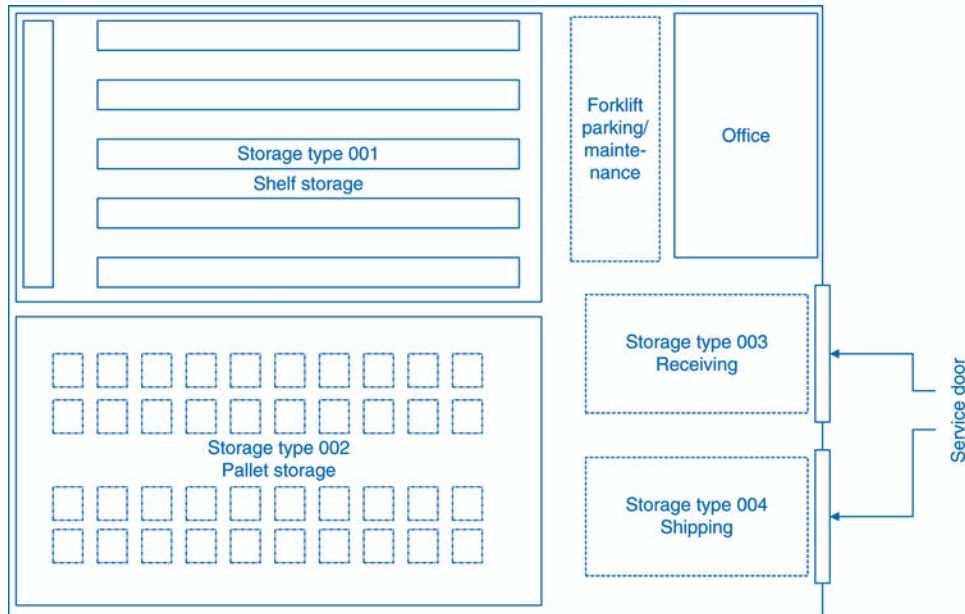 Storage type 001
Shelf storage
Forklift
parking/
mainte-
nance
Office
Storage type 002
Pallet storage
Storage type 003
Receiving
Storage type 004
Shipping
Service door